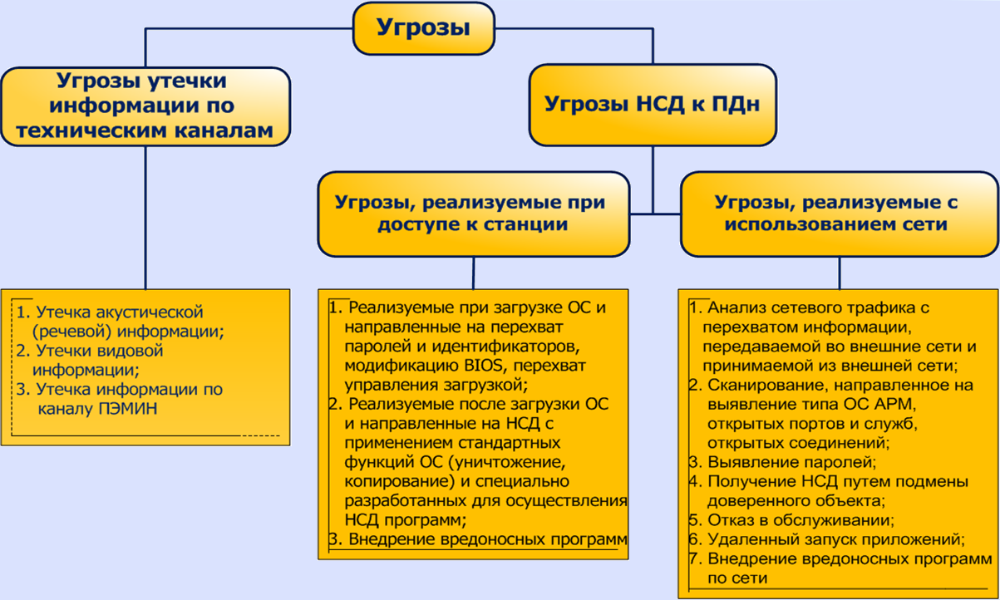 Угрозы
Угрозы утечки
информации по
техническим каналам
Угрозы НСД к ПДн
Угрозы, реализуемые при
доступе к станции
Угрозы, реализуемые с
использованием сети
1. Утечка акустической
(речевой) информации;
2. Утечки видовой
информации;
3. Утечка информации по
каналу ПЭМИН
1. Реализуемые при загрузке ОС и
направленные на перехват
паролей и идентификаторов,
модификацию BIOS, перехват
управления загрузкой;
2. Реализуемые после загрузки ОС
и направленные на НСД с
применением стандартных
функций ОС (уничтожение,
копирование) и специально
разработанных для осуществления
НСД программ;
3. Внедрение вредоносных программ
1. Анализ сетевого трафика с
перехватом информации,
передаваемой во внешние сети и
принимаемой из внешней сети;
2. Сканирование, направленное на
выявление типа ОС АРМ,
открытых портов и служб,
открытых соединений;
3. Выявление паролей;
4. Получение НСД путем подмены
доверенного объекта;
5. Отказ в обслуживании;
6. Удаленный запуск приложений;
7. Внедрение вредоносных программ
по сети